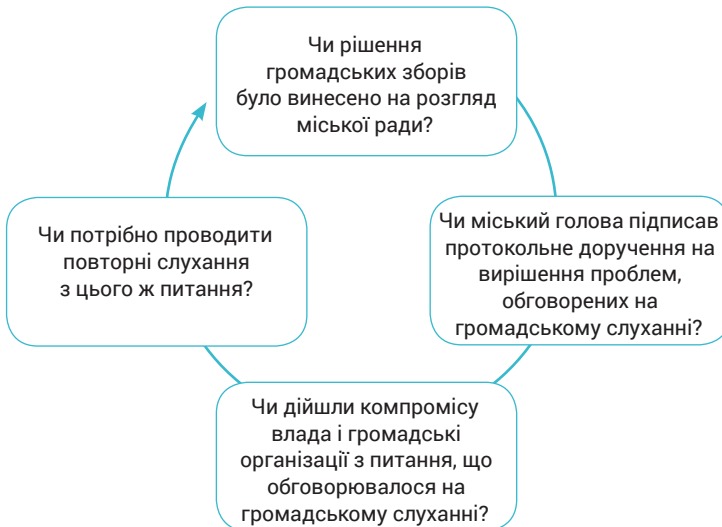 Чи рішення
громадських зборів
було винесено на розгляд
міської ради?
Чи міський голова підписав
протокольне доручення на
вирішення проблем,
обговорених на
громадському слуханні?
Чи дійшли компромісу
влада і громадські
організації з питання, що
обговорювалося на
громадському слуханні?
Чи потрібно проводити
повторні слухання
з цього ж питання?